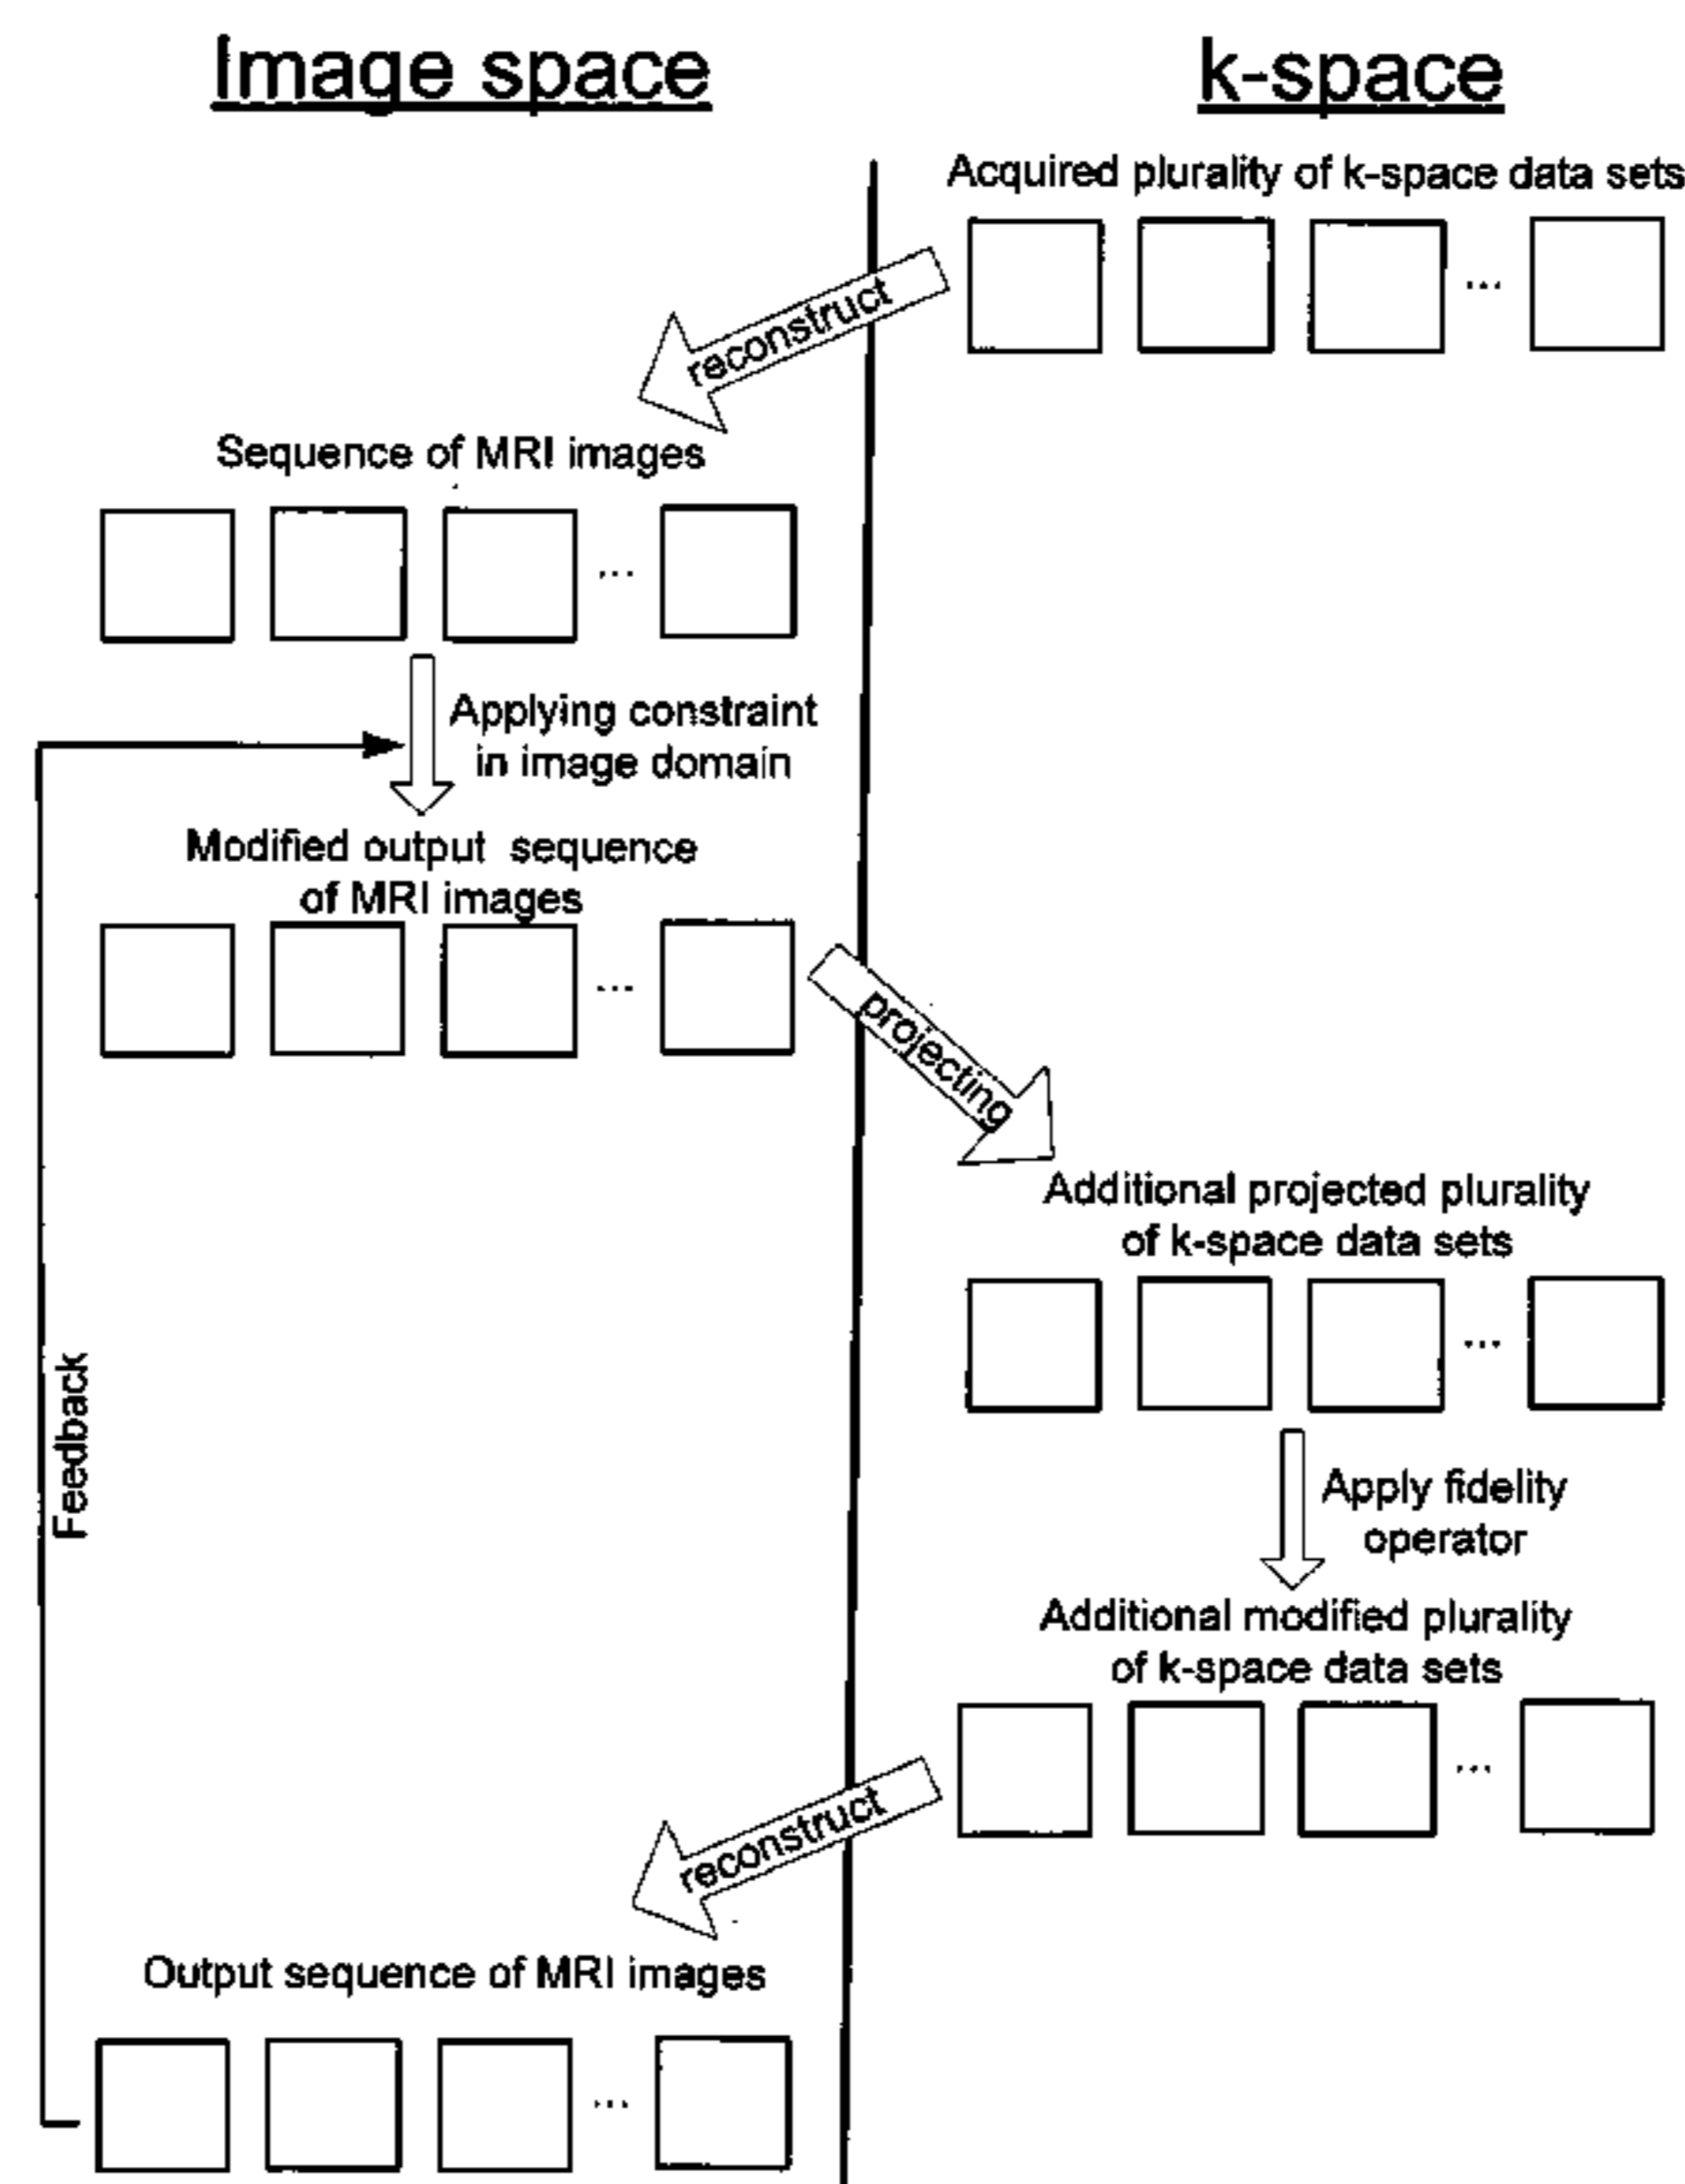 Image space
k-space
Acquired plurality of k-space data sets
...
reconstruct
Sequence of MRI images
...
Applying constraint
in image domain
Modified output sequence
of MRI images
...
projecting
Additional projected plurality
of k-space data sets
...
Feedback
Apply fidelity
operator
Additional modified plurality
of k-space data sets
...
reconstruct
Output sequence of MRI images
...